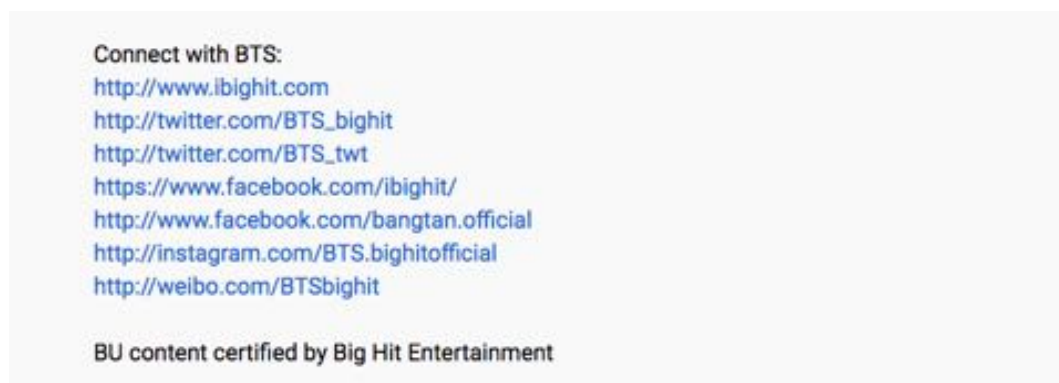 Connect with BTS:
http://www.ibighit.com
http://twitter.com/BTS_bighit
http://twitter.com/BTS_twt
https://www.facebook.com/ibighit/
http://www.facebook.com/bangtan.official
http://instagram.com/BTS.bighitofficial
http://weibo.com/BTSbighit
BU content certified by Big Hit Entertainment